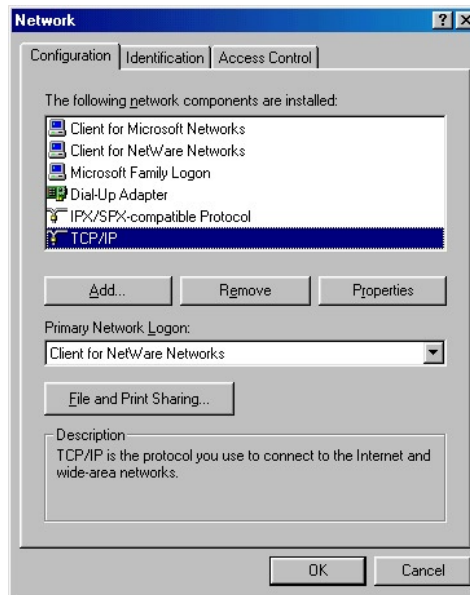 Network
Configuration Identification Access Control
The following network components are installed:
Client for Microsoft Networks
Client for NetWare Networks
Microsoft Family Logon
Dial-Up Adapter
IPX/SPX-compatible Protocol
TCP/IP
Add... Remove Properties
Primary Network Logon:
Client for NetWare Networks
File and Print Sharing...
Description
TCP/IP is the protocol you use to connect to the Internet and
wide-area networks.
OK Cancel